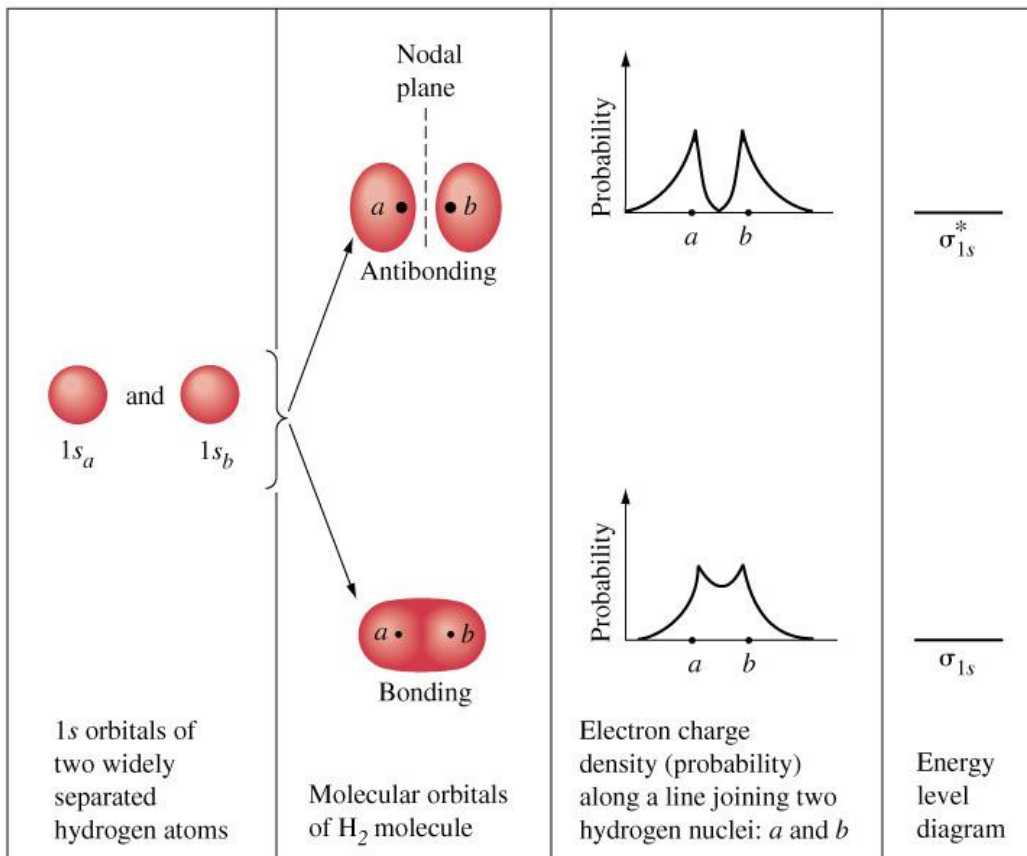 Nodal
plane
a
b
Antibonding
Probability
a
b
σ*1s
1sa
and
1sb
a
b
Bonding
Probability
a
b
σ1s
1s orbitals of
two widely
separated
hydrogen atoms
Molecular orbitals
of H2 molecule
Electron charge
density (probability)
along a line joining two
hydrogen nuclei: a and b
Energy
level
diagram